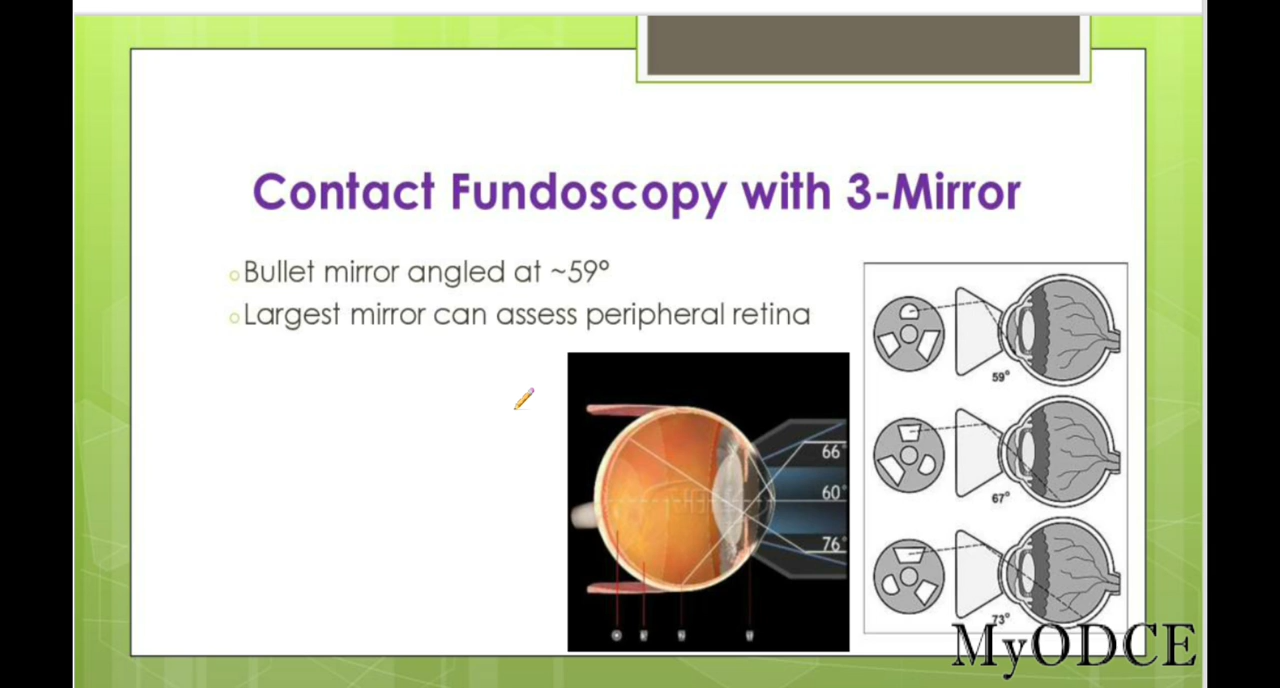 Contact Fundoscopy with 3-Mirror
Bullet mirror angled at ~59°
Largest mirror can assess peripheral retina
66°
60°
76°
59°
67°
73°
MyODCE